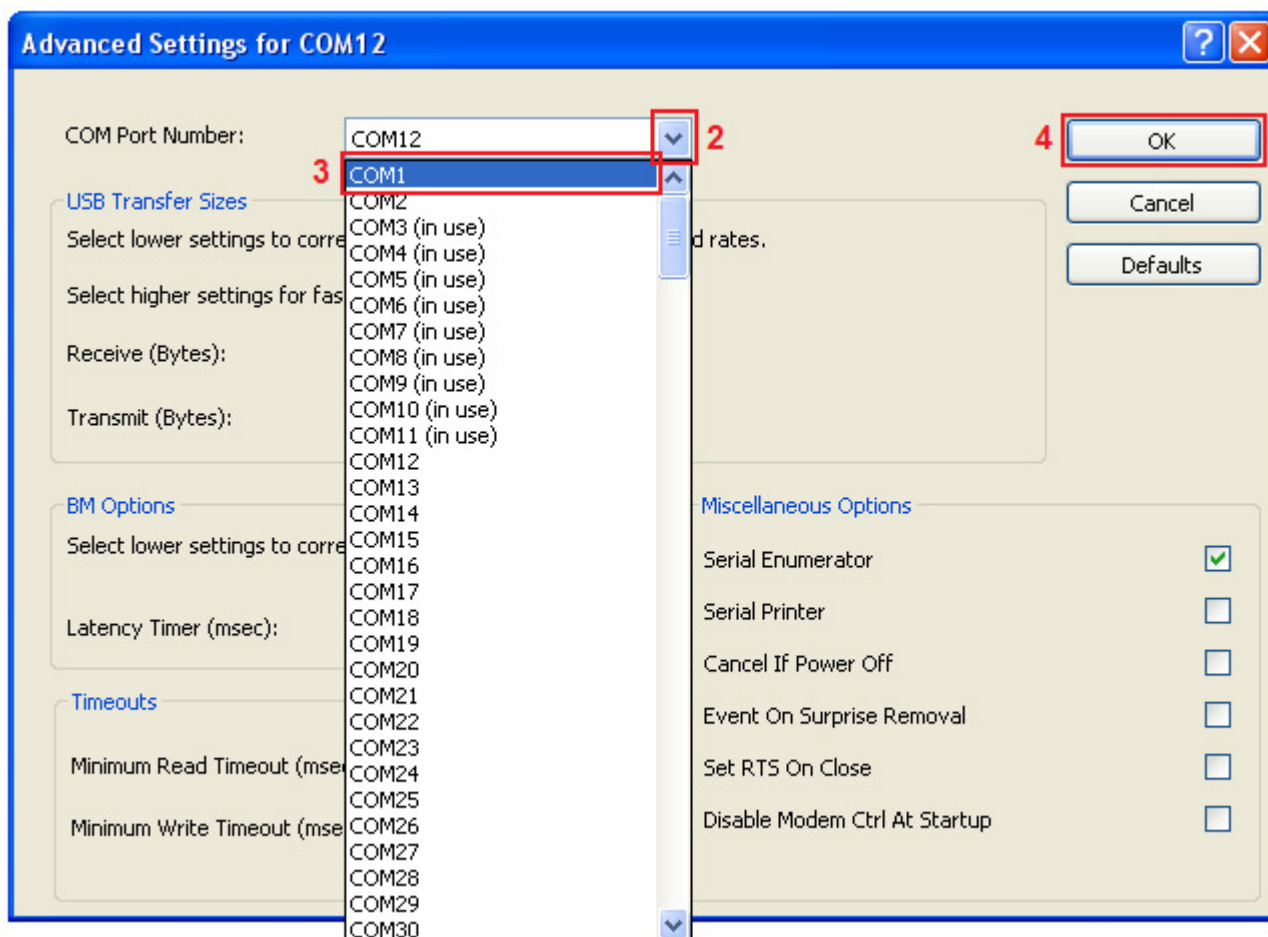 Advanced Settings for COM12
COM Port Number:
COM12
2
4
OK
3
COM1
Cancel
Defaults
USB Transfer Sizes
Select lower settings to corre
d rates.
Select higher settings for fas
Receive (Bytes):
Transmit (Bytes):
COM2
COM3 (in use)
COM4 (in use)
COM5 (in use)
COM6 (in use)
COM7 (in use)
COM8 (in use)
COM9 (in use)
COM10 (in use)
COM11 (in use)
COM12
COM13
COM14
COM15
COM16
COM17
COM18
COM19
COM20
COM21
COM22
COM23
COM24
COM25
COM26
COM27
COM28
COM29
COM30
BM Options
Select lower settings to corre
Latency Timer (msec):
Timeouts
Minimum Read Timeout (mse
Minimum Write Timeout (mse
Miscellaneous Options
Serial Enumerator
Serial Printer
Cancel If Power Off
Event On Surprise Removal
Set RTS On Close
Disable Modem Ctrl At Startup